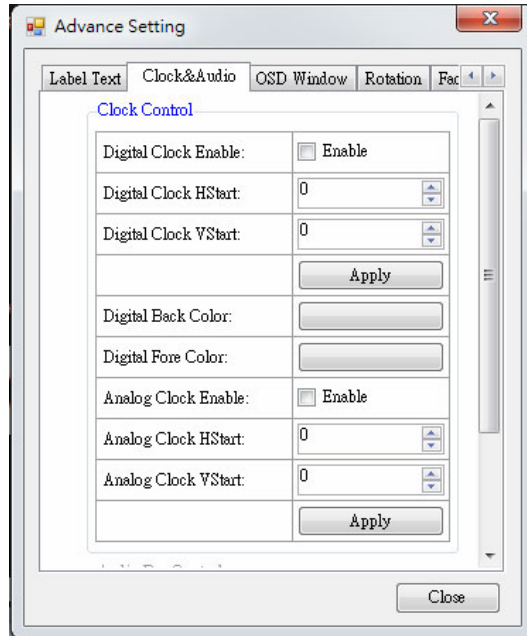 Advance Setting
Label Text Clock&Audio OSD Window Rotation
Clock Control
Digital Clock Enable: Enable
Digital Clock HStart: 0
Digital Clock VStart: 0
Apply
Digital Back Color:
Digital Fore Color:
Analog Clock Enable: Enable
Analog Clock HStart: 0
Analog Clock VStart: 0
Apply
Close